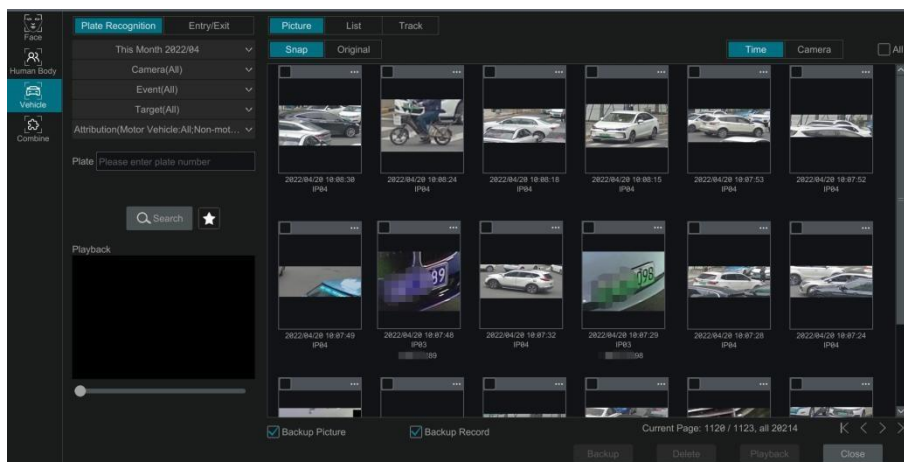 Face
Human Body
Vehicle
Combine
Plate Recognition Entry/Exit
This Month 2022/04
Camera(All)
Event(All)
Target(All)
Attribution(Motor Vehicle:All;Non-mot...
Plate Please enter plate number
Search
Playback
Picture List Track
Snap Original Time Camera All
2022/04/20 10:08:30 2022/04/20 10:08:24 2022/04/20 10:08:18 2022/04/20 10:08:15 2022/04/20 10:07:53 2022/04/20 10:07:52
IP04 IP04 IP04 IP04 IP04 IP04
89 098
2022/04/20 10:07:49 2022/04/20 10:07:48 2022/04/20 10:07:32 2022/04/20 10:07:29 2022/04/20 10:07:28 2022/04/20 10:07:24
IP04 IP03 IP04 IP03 IP04 IP04
Backup Picture Backup Record Current Page: 1120 / 1123, all 20214
Backup Delete Playback Close